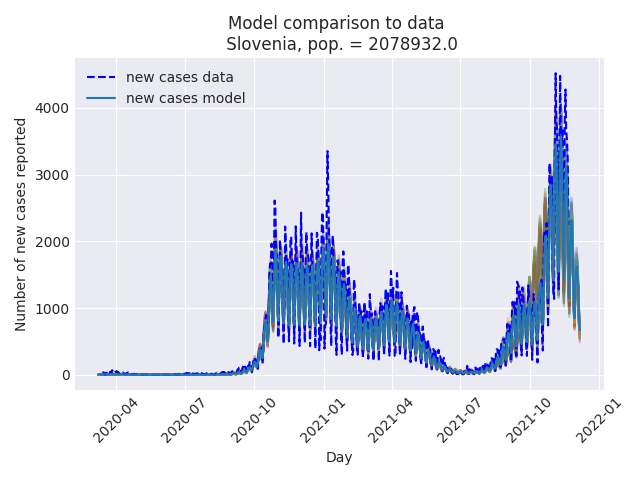 Model comparison to data
Slovenia, pop. = 2078932.0
new cases data
new cases model
Number of new cases reported
4000
3000
2000
1000
0
2020-04
2020-07
2020-10
2021-01
2021-04
2021-07
2021-10
2022-01
Day